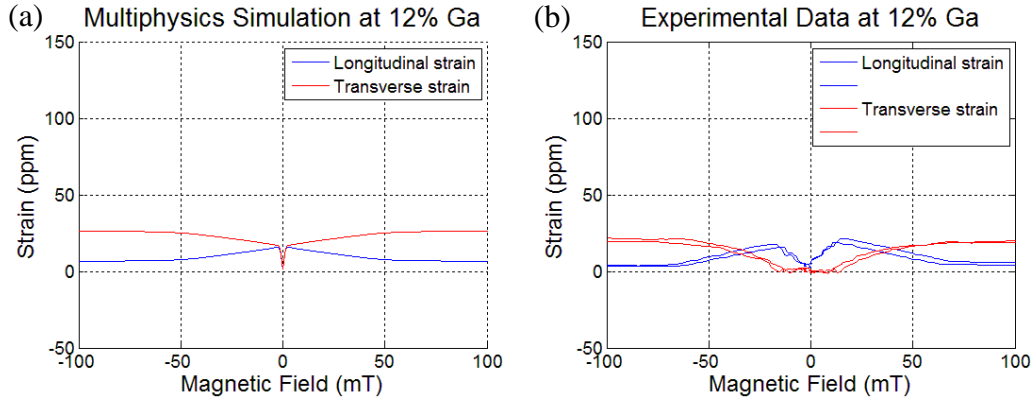 (a) Multiphysics Simulation at 12% Ga
150
100
50
0
-50
Strain (ppm)
Longitudinal strain
Transverse strain
-100 -50 0 50 100
Magnetic Field (mT)
(b) Experimental Data at 12% Ga
150
100
50
0
-50
Strain (ppm)
Longitudinal strain
Transverse strain
-100 -50 0 50 100
Magnetic Field (mT)